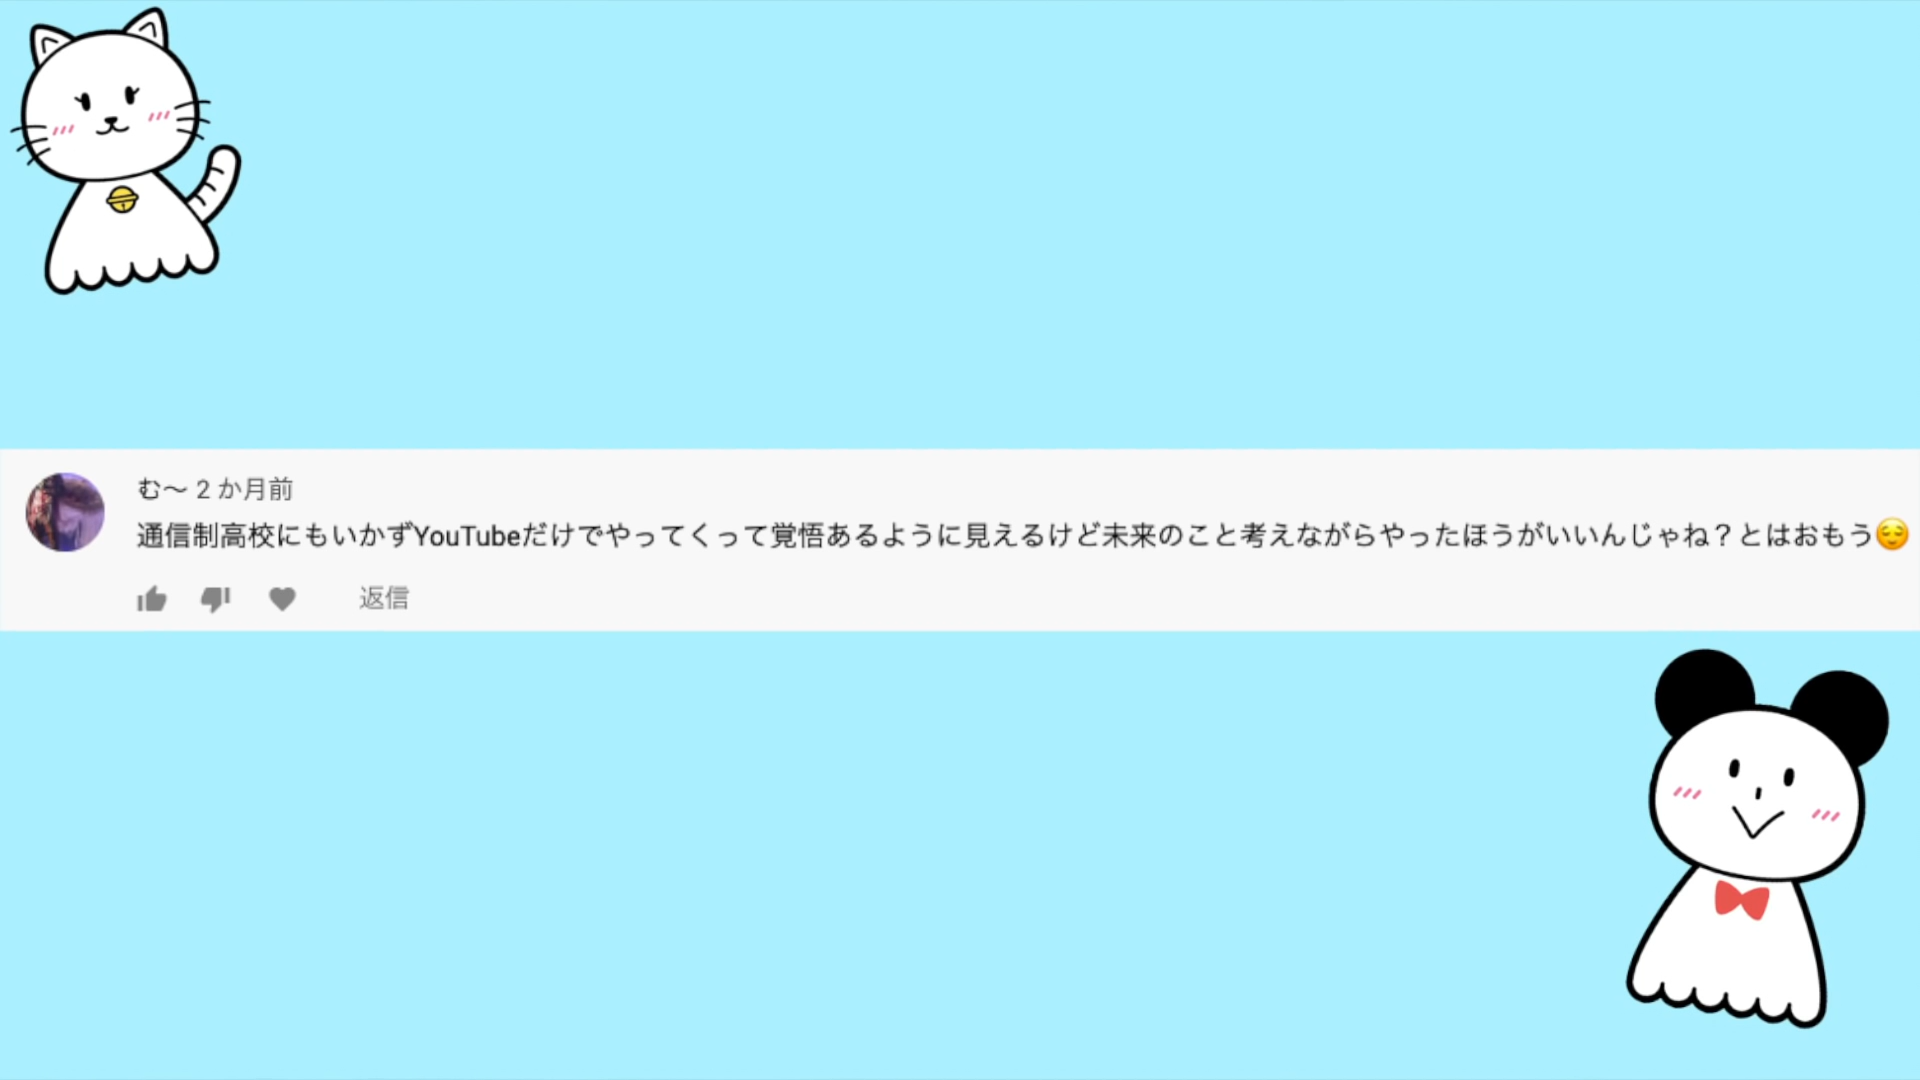 む〜 2 か月前
通信制高校にもいかずYouTubeだけでやってくって覚悟あるように見えるけど未来のこと考えながらやったほうがいいんじゃね？とはおもう😌
返信